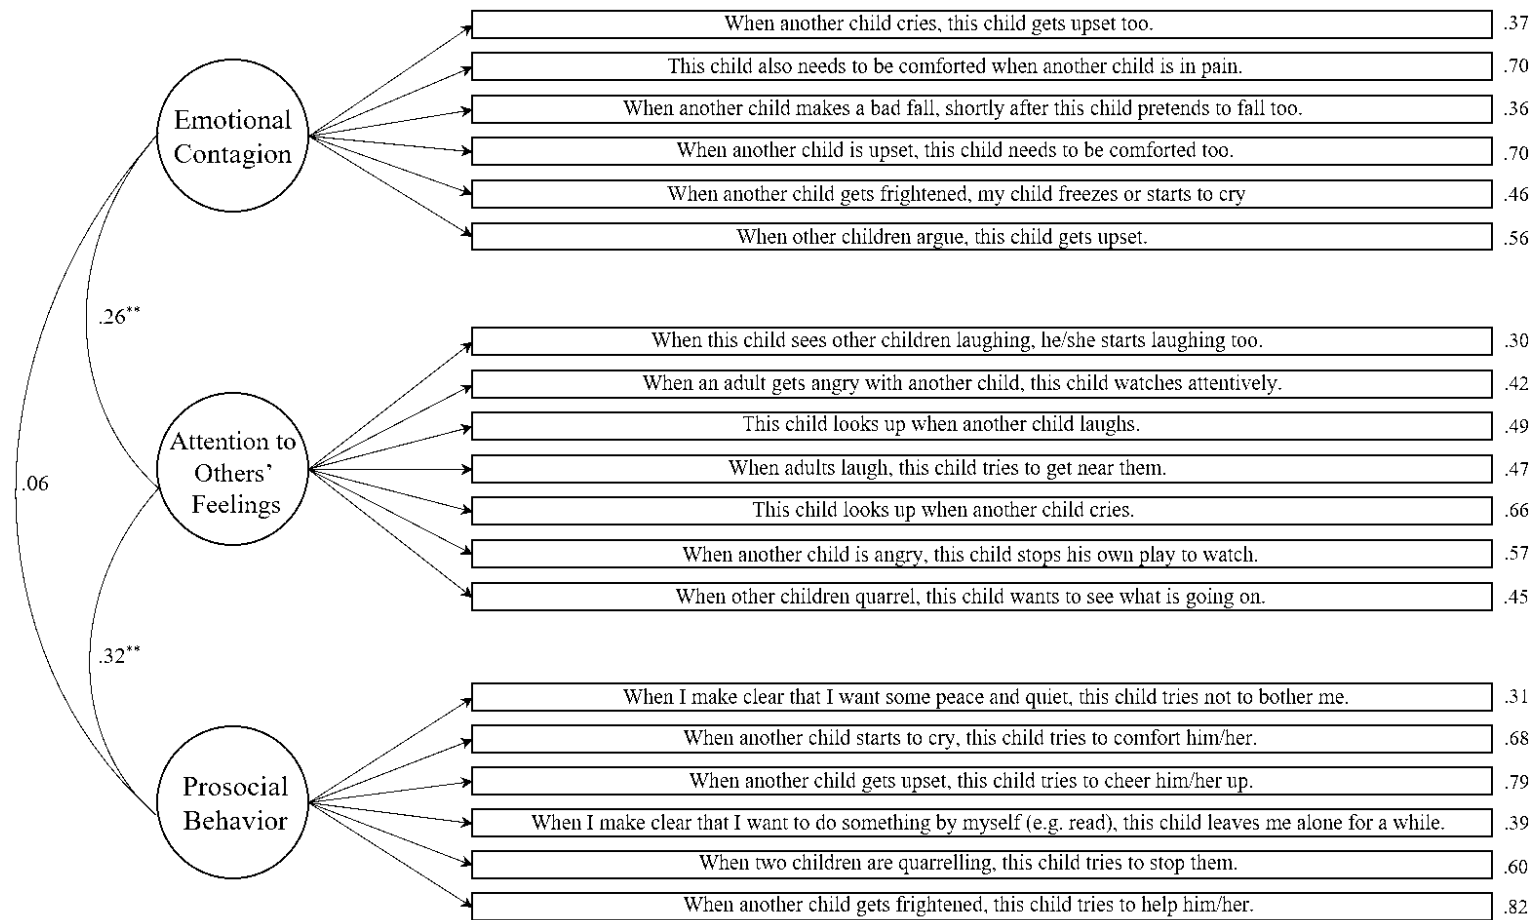 When another child cries, this child gets upset too. .37
This child also needs to be comforted when another child is in pain. .70
When another child makes a bad fall, shortly after this child pretends to fall too. .36
When another child is upset, this child needs to be comforted too. .70
When another child gets frightened, my child freezes or starts to cry .46
When other children argue, this child gets upset. .56
Emotional
Contagion
.26**
When this child sees other children laughing, he/she starts laughing too. .30
When an adult gets angry with another child, this child watches attentively. .42
This child looks up when another child laughs. .49
When adults laugh, this child tries to get near them. .47
This child looks up when another child cries. .66
When another child is angry, this child stops his own play to watch. .57
When other children quarrel, this child wants to see what is going on. .45
Attention to
Others’
Feelings
.06
.32**
When I make clear that I want some peace and quiet, this child tries not to bother me. .31
When another child starts to cry, this child tries to comfort him/her. .68
When another child gets upset, this child tries to cheer him/her up. .79
When I make clear that I want to do something by myself (e.g. read), this child leaves me alone for a while. .39
When two children are quarrelling, this child tries to stop them. .60
When another child gets frightened, this child tries to help him/her. .82
Prosocial
Behavior